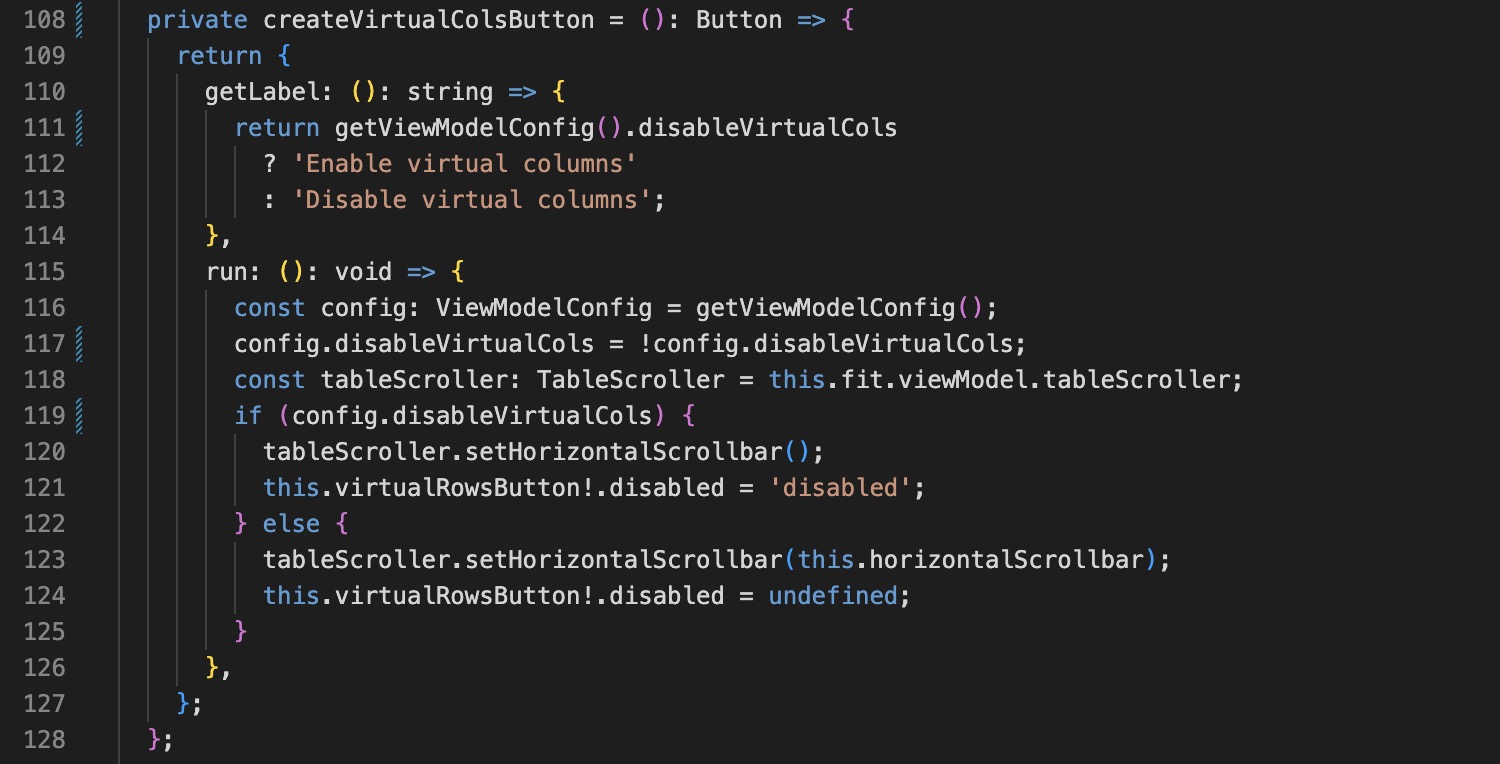 108 private createVirtualColsButton = (): Button => {
109 return {
110 getLabel: (): string => {
111 return getViewModelConfig().disableVirtualCols
112 ? 'Enable virtual columns'
113 : 'Disable virtual columns';
114 },
115 run: (): void => {
116 const config: ViewModelConfig = getViewModelConfig();
117 config.disableVirtualCols = !config.disableVirtualCols;
118 const tableScroller: TableScroller = this.fit.viewModel.tableScroller;
119 if (config.disableVirtualCols) {
120 tableScroller.setHorizontalScrollbar();
121 this.virtualRowsButton!.disabled = 'disabled';
122 } else {
123 tableScroller.setHorizontalScrollbar(this.horizontalScrollbar);
124 this.virtualRowsButton!.disabled = undefined;
125 }
126 },
127 };
128 };